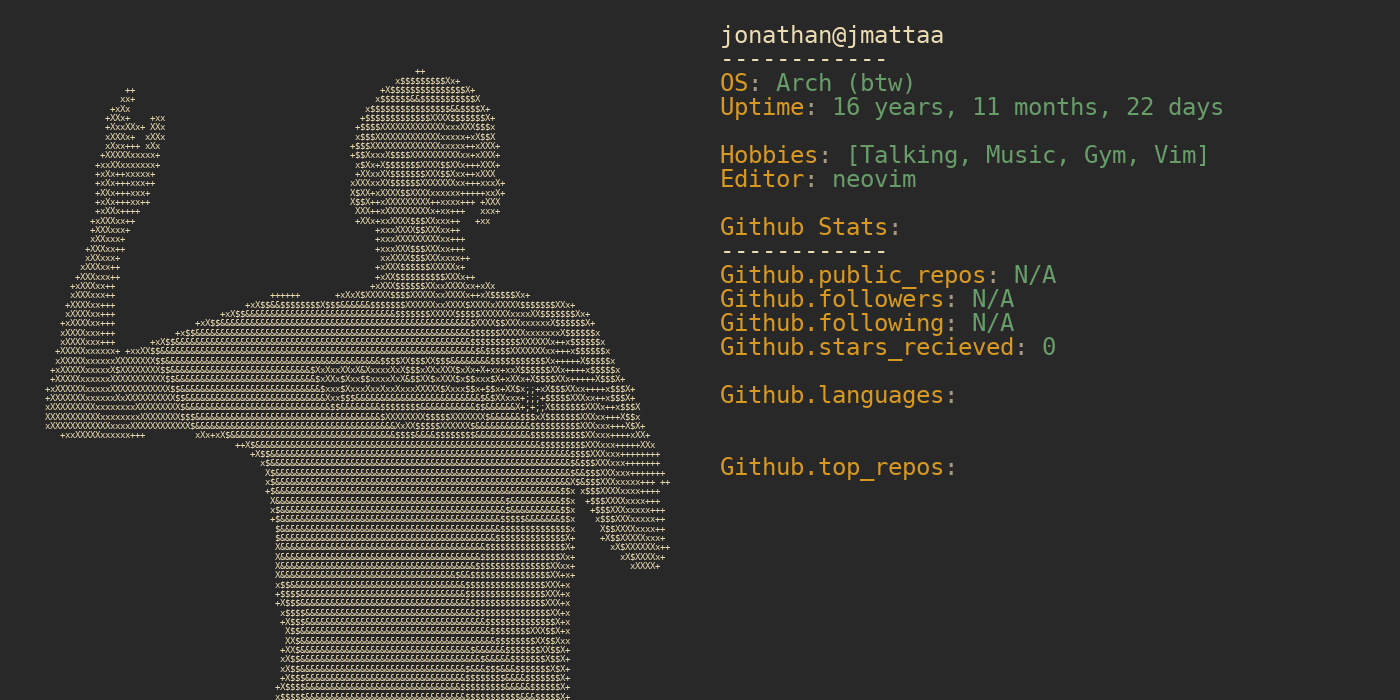 jonathan@jmattaa
------------
OS: Arch (btw)
Uptime: 16 years, 11 months, 22 days
Hobbies: [Talking, Music, Gym, Vim]
Editor: neovim
Github Stats:
------------
Github.public_repos: N/A
Github.followers: N/A
Github.following: N/A
Github.stars_recieved: 0
Github.languages:
Github.top_repos: